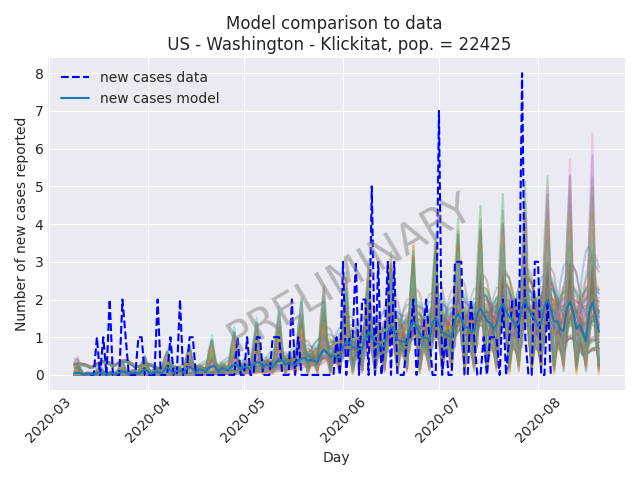 Model comparison to data
US - Washington - Klickitat, pop. = 22425
8
7
6
5
4
3
2
1
0
Number of new cases reported
new cases data
new cases model
PRELIMINARY
2020-03
2020-04
2020-05
2020-06
2020-07
2020-08
Day